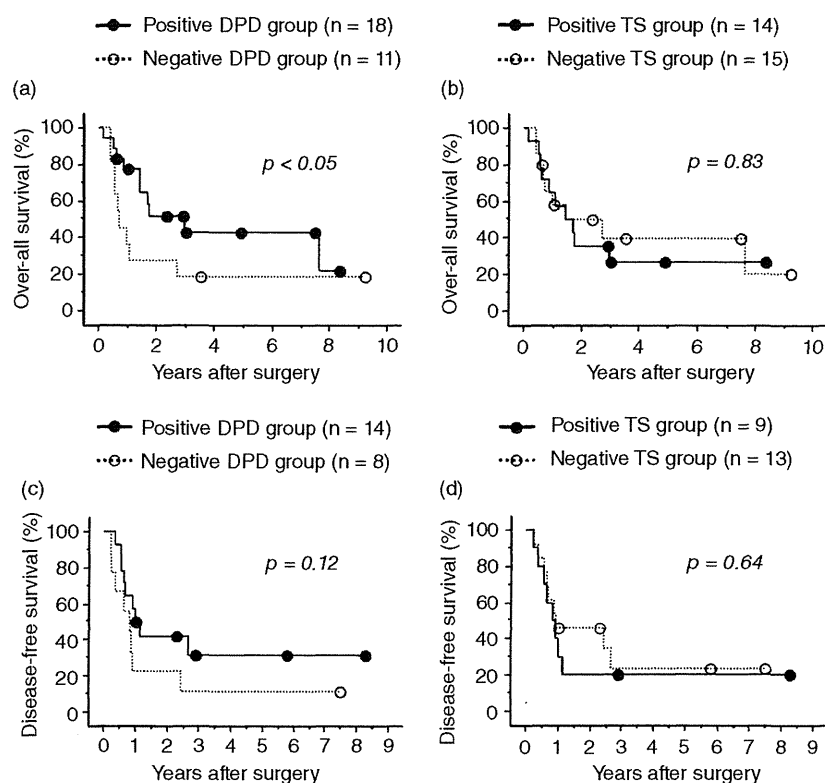 Positive DPD group (n = 18)
Negative DPD group (n = 11)
(a)
Over-all survival (%)
100
80
60
40
20
0
p < 0.05
0 2 4 6 8 10
Years after surgery
Positive TS group (n = 14)
Negative TS group (n = 15)
(b)
Over-all survival (%)
100
80
60
40
20
0
p = 0.83
0 2 4 6 8 10
Years after surgery
Positive DPD group (n = 14)
Negative DPD group (n = 8)
(c)
Disease-free survival (%)
100
80
60
40
20
0
p = 0.12
0 1 2 3 4 5 6 7 8 9
Years after surgery
Positive TS group (n = 9)
Negative TS group (n = 13)
(d)
Disease-free survival (%)
100
80
60
40
20
0
p = 0.64
0 1 2 3 4 5 6 7 8 9
Years after surgery